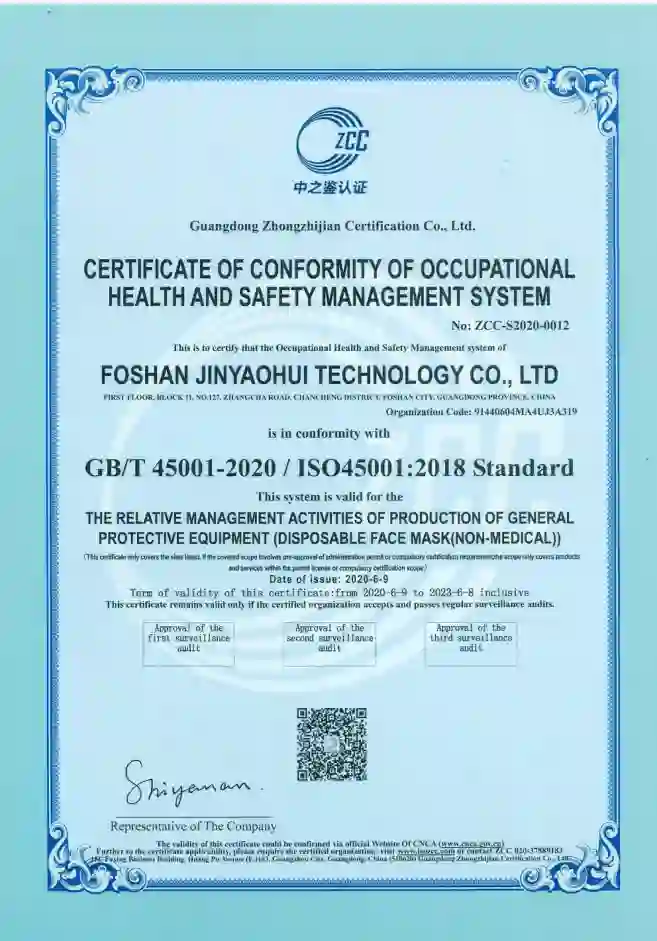 ZCC
中之鉴认证
Guangdong Zhongzhijian Certification Co., Ltd.
CERTIFICATE OF CONFORMITY OF OCCUPATIONAL
HEALTH AND SAFETY MANAGEMENT SYSTEM
No: ZCC-S2020-0012
This is to certify that the Occupational Health and Safety Management system of
FOSHAN JINYAOHUI TECHNOLOGY CO., LTD
FIRST FLOOR, BLOCK 11, NO.127, ZHANGCHA ROAD, CHANCHENG DISTRICT, FOSHAN CITY, GUANGDONG PROVINCE, CHINA
Organization Code: 91440604MA4UJ3A319
is in conformity with
GB/T 45001-2020 / ISO45001:2018 Standard
This system is valid for the
THE RELATIVE MANAGEMENT ACTIVITIES OF PRODUCTION OF GENERAL
PROTECTIVE EQUIPMENT (DISPOSABLE FACE MASK(NON-MEDICAL))
(This certificate only covers the sites listed. If the covered scope involves pre-approval of administration permit or compulsory certification requirement,the scope only covers products
and services within the permit license or compulsory certification scope.)
Date of issue: 2020-6-9
Term of validity of this certificate:from 2020-6-9 to 2023-6-8 inclusive
This certificate remains valid only if the certified organization accepts and passes regular surveillance audits.
Approval of the
first surveillance
audit
Approval of the
second surveillance
audit
Approval of the
third surveillance
audit
Shiyanan.
Representative of The Company
The validity of this certificate could be confirmed via official Website Of CNCA (www.cnca.gov.cn)
Further to the certificate applicability, please enquiry the certified organization, visit or contact ZCC 020-37889183
Fuxing Business Building, Huang Po Avenue Guangzhou City, Guangdong, China Guangdong Zhongzhijian Certification Co., Ltd.